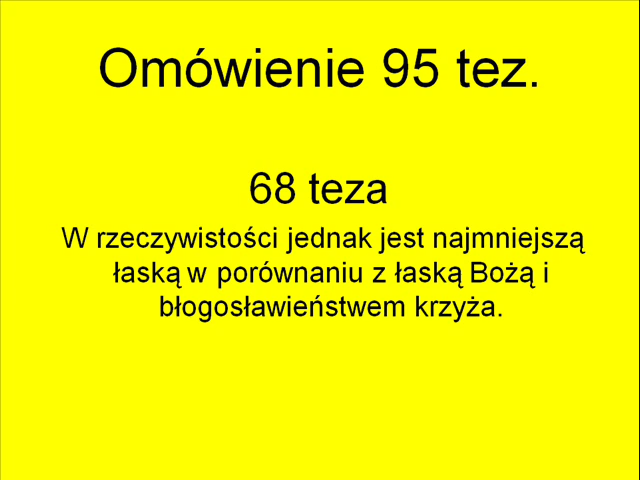 Omówienie 95 tez.
68 teza
W rzeczywistości jednak jest najmniejszą
łaską w porównaniu z łaską Bożą i
błogosławieństwem krzyża.